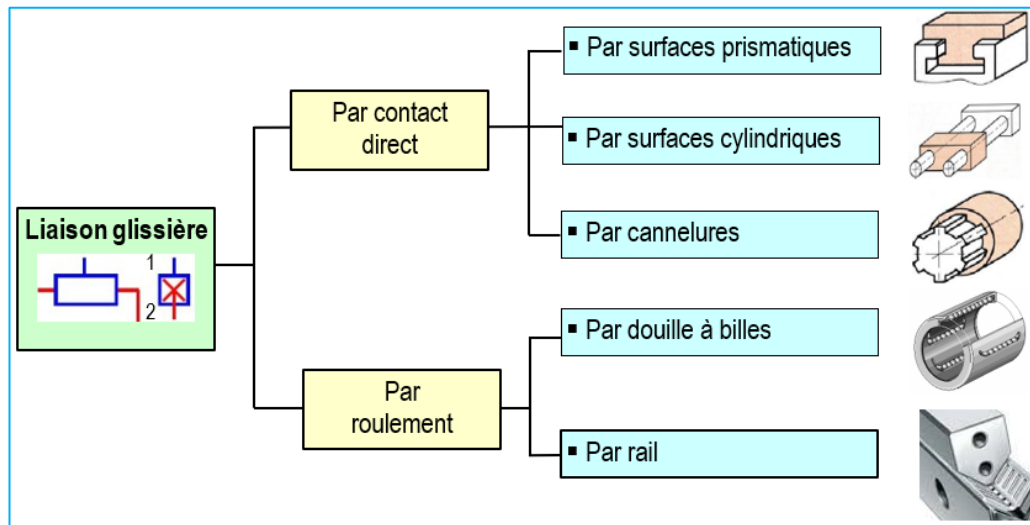 Liaison glissière
1
2
Par contact
direct
▪ Par surfaces prismatiques
▪ Par surfaces cylindriques
▪ Par cannelures
Par
roulement
▪ Par douille à billes
▪ Par rail